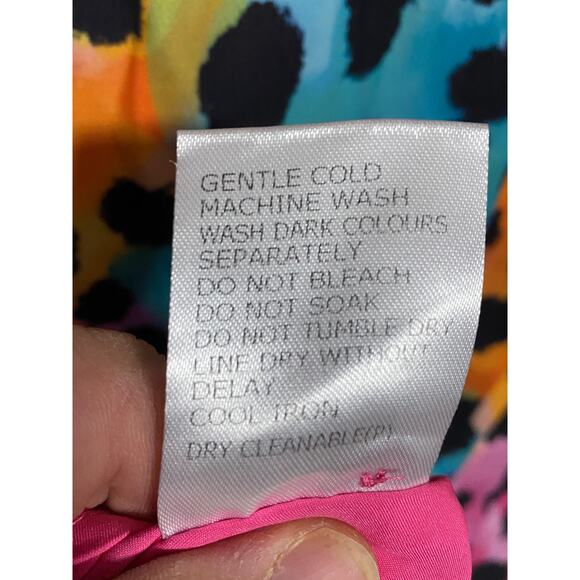 GENTLE COLD
MACHINE WASH
WASH DARK COLOURS
SEPARATELY
DO NOT BLEACH
DO NOT SOAK
DO NOT TUMBLE DRY
LINE DRY WITHOUT
DELAY
COOL IRON
DRY CLEANABLE(P)